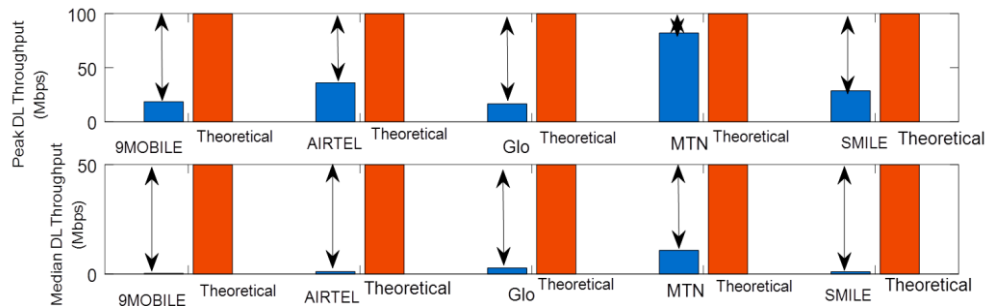 Peak DL Throughput
(Mbps)
100
50
0
9MOBILE Theoretical AIRTEL Theoretical Glo Theoretical MTN Theoretical SMILE Theoretical
Median DL Throughput
(Mbps)
50
0
9MOBILE Theoretical AIRTEL Theoretical Glo Theoretical MTN Theoretical SMILE Theoretical